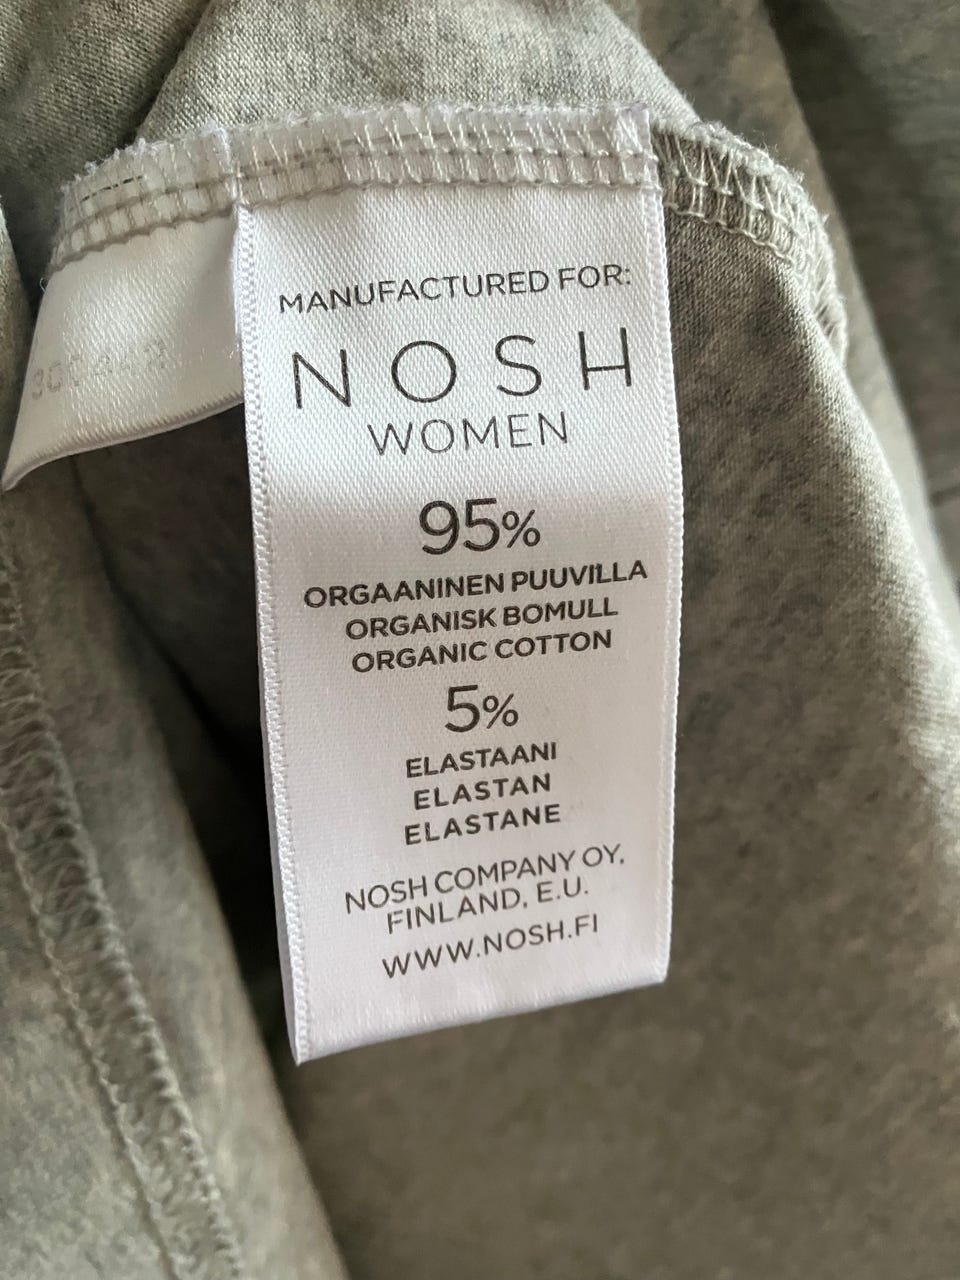 MANUFACTURED FOR:
NOSH
WOMEN
95%
ORGAANINEN PUUVILLA
ORGANISK BOMULL
ORGANIC COTTON
5%
ELASTAANI
ELASTAN
ELASTANE
NOSH COMPANY OY,
FINLAND, E.U.
WWW.NOSH.FI